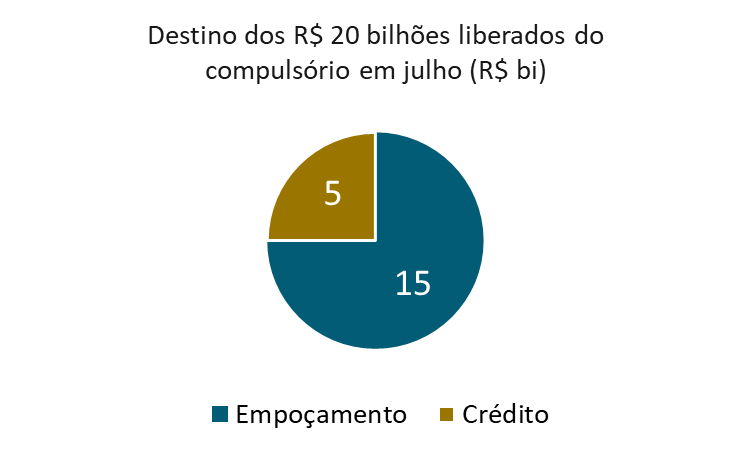 Destino dos R$ 20 bilhões liberados do
compulsório em julho (R$ bi)
5
15
Empoçamento Crédito